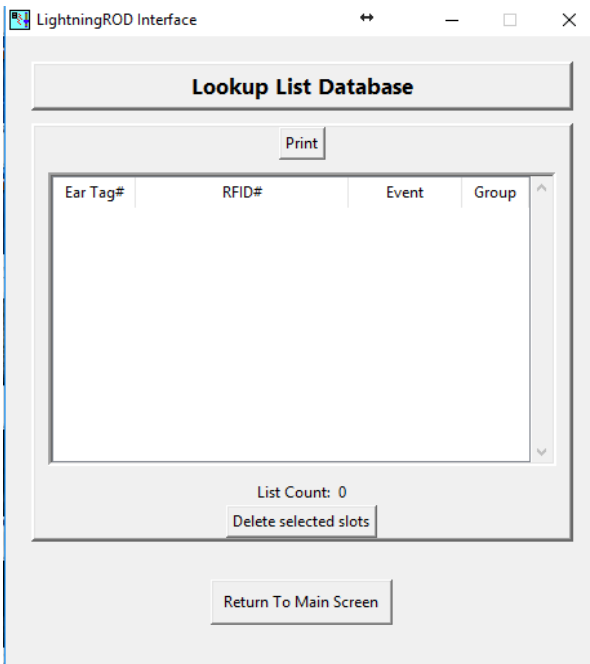 LightningROD Interface
Lookup List Database
Print
Ear Tag# RFID# Event Group
List Count: 0
Delete selected slots
Return To Main Screen